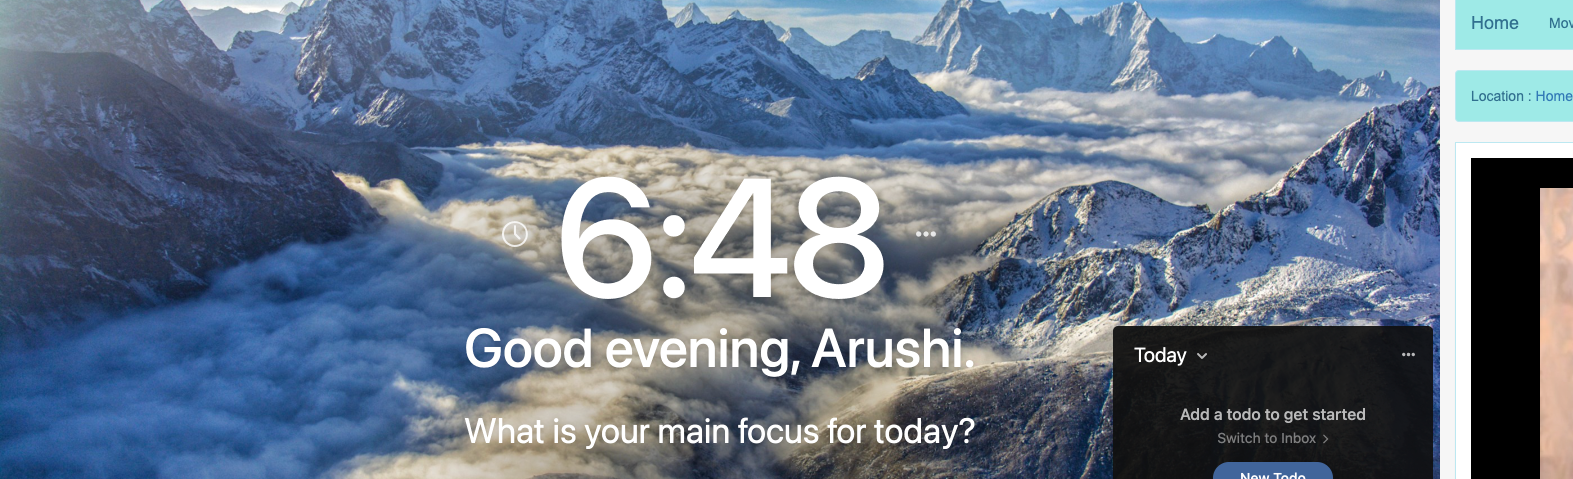 6:48
Good evening, Arushi.
What is your main focus for today?
Today
Add a todo to get started
Switch to Inbox
New Todo
Home
Location : Home